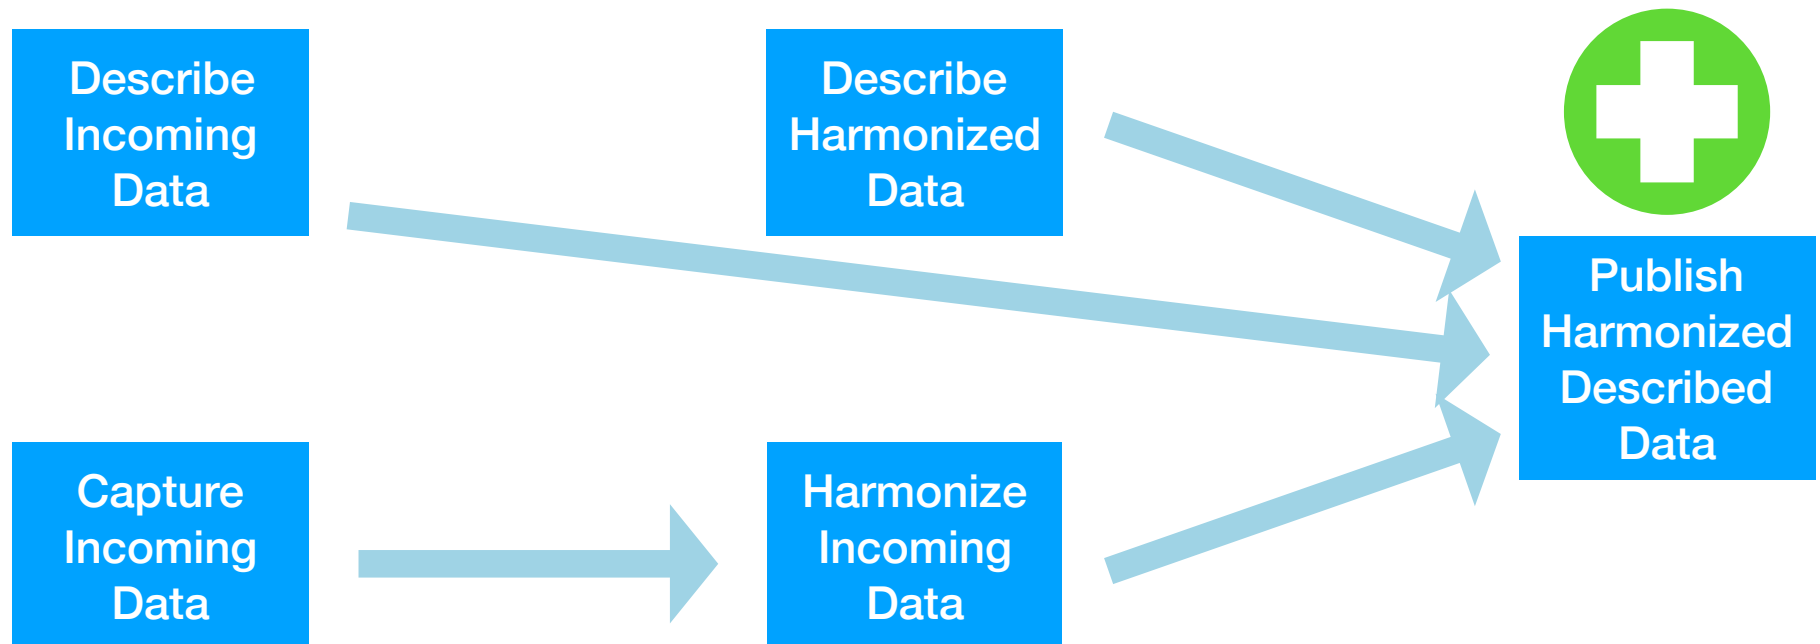 Describe
Incoming
Data
Describe
Harmonized
Data
Publish
Harmonized
Described
Data
Capture
Incoming
Data
Harmonize
Incoming
Data